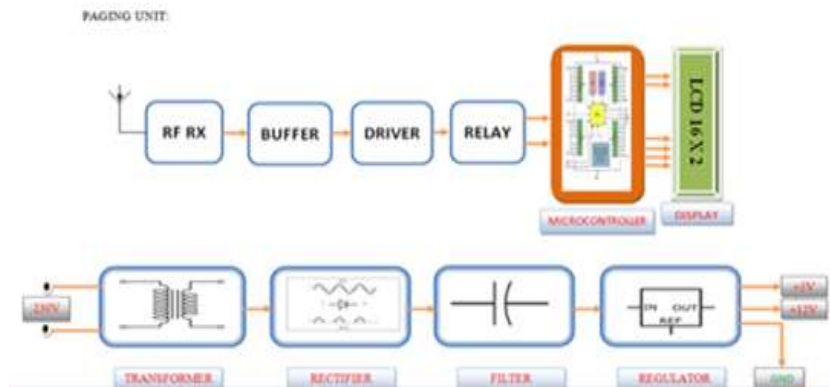 PAGING UNIT:
RF RX
BUFFER
DRIVER
RELAY
LCD 16 X 2
MICROCONTROLLER
DISPLAY
230V
IN OUT
REF
+5V
+12V
GND
TRANSFORMER
RECTIFIER
FILTER
REGULATOR